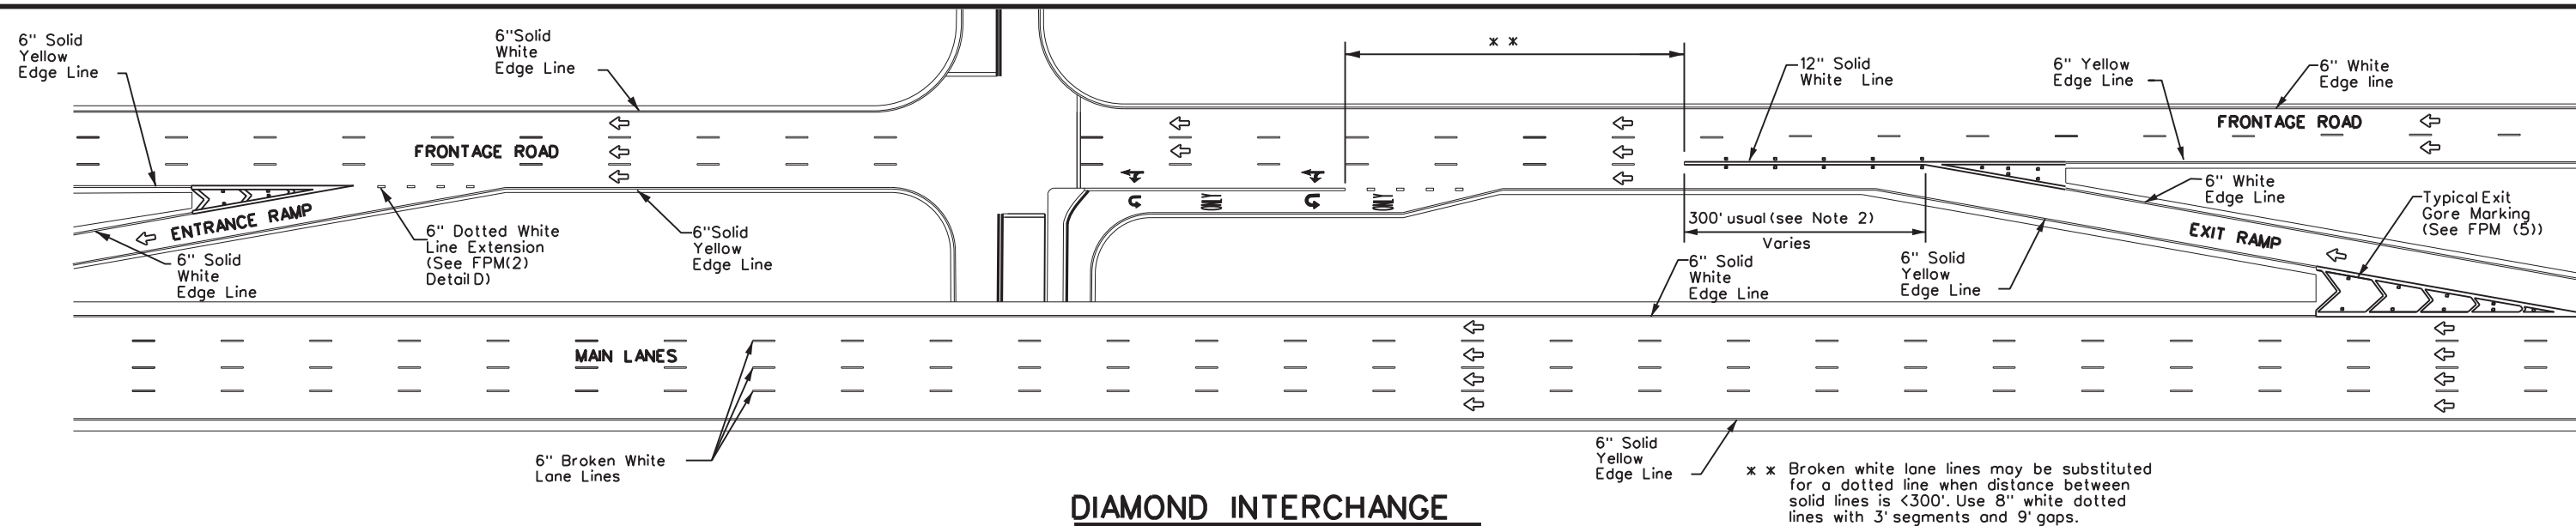 6" Solid
Yellow
Edge Line
6"Solid
White
Edge Line
* *
12" Solid
White Line
6" Yellow
Edge Line
6" White
Edge line
FRONTAGE ROAD
FRONTAGE ROAD
ONLY
ONLY
ENTRANCE RAMP
6" Solid
White
Edge Line
6" Dotted White
Line Extension
(See FPM(2)
Detail D)
6"Solid
Yellow
Edge Line
300' usual (see Note 2)
Varies
6" White
Edge Line
Typical Exit
Gore Marking
(See FPM (5))
EXIT RAMP
6" Solid
White
Edge Line
6" Solid
Yellow
Edge Line
MAIN LANES
6" Broken White
Lane Lines
6" Solid
Yellow
Edge Line
* * Broken white lane lines may be substituted
for a dotted line when distance between
solid lines is <300'. Use 8" white dotted
lines with 3' segments and 9' gaps.
DIAMOND INTERCHANGE